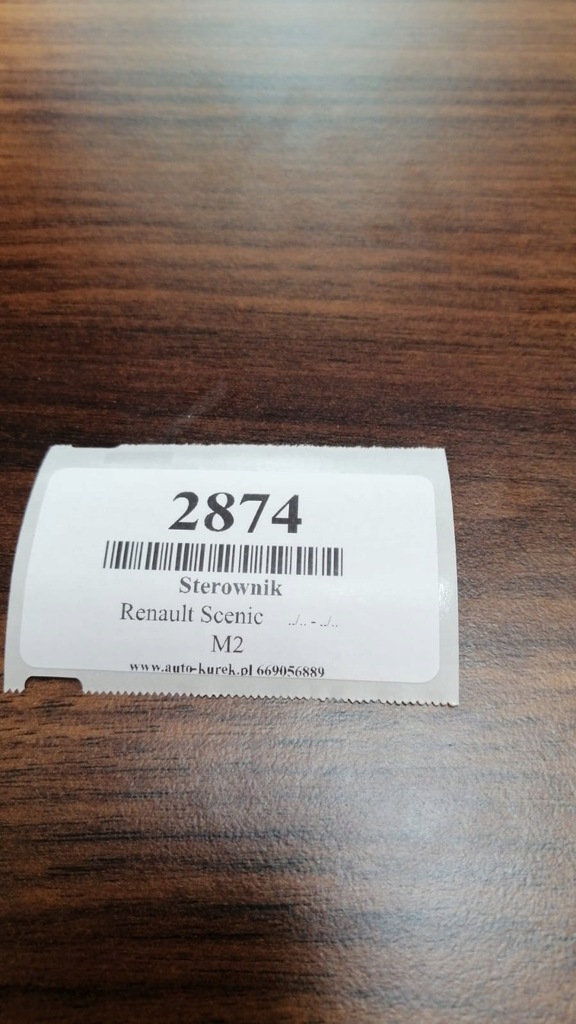 2874
Sterownik
Renault Scenic ../.. - ../..
M2
www.auto-kurek.pl 669056889